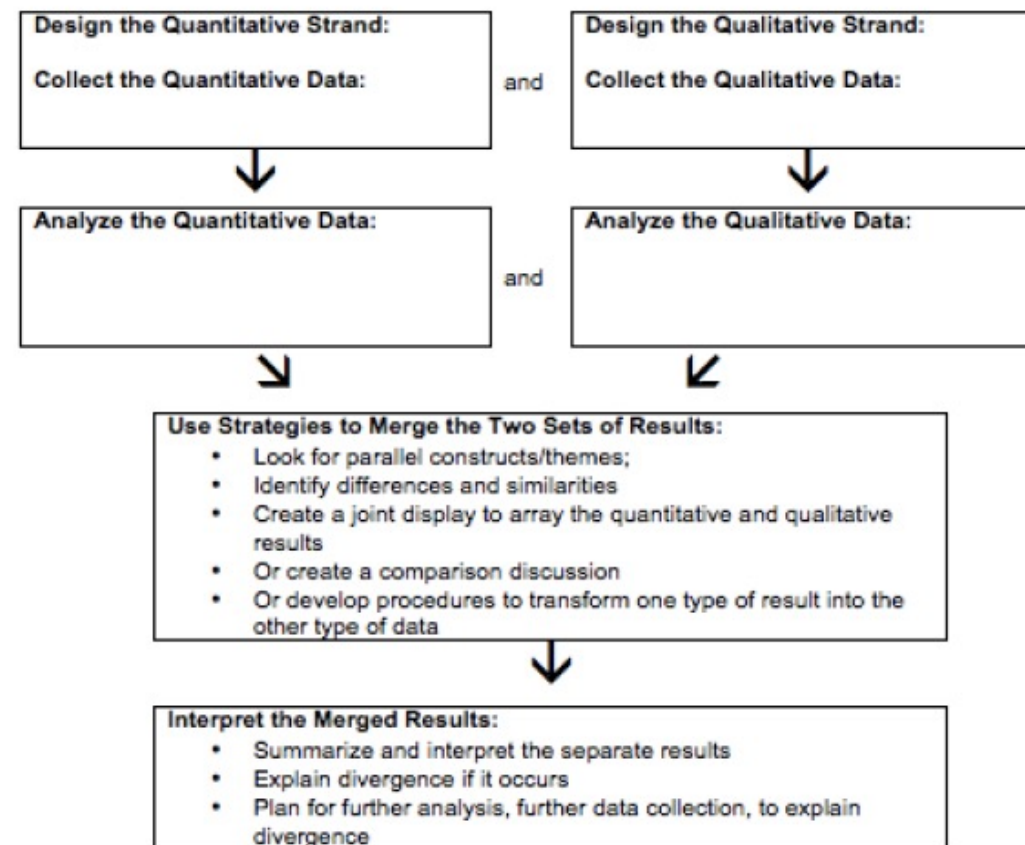 Design the Quantitative Strand:
Collect the Quantitative Data:
and
Design the Qualitative Strand:
Collect the Qualitative Data:
Analyze the Quantitative Data:
and
Analyze the Qualitative Data:
Use Strategies to Merge the Two Sets of Results:
• Look for parallel constructs/themes;
• Identify differences and similarities
• Create a joint display to array the quantitative and qualitative
results
• Or create a comparison discussion
• Or develop procedures to transform one type of result into the
other type of data
Interpret the Merged Results:
• Summarize and interpret the separate results
• Explain divergence if it occurs
• Plan for further analysis, further data collection, to explain
divergence